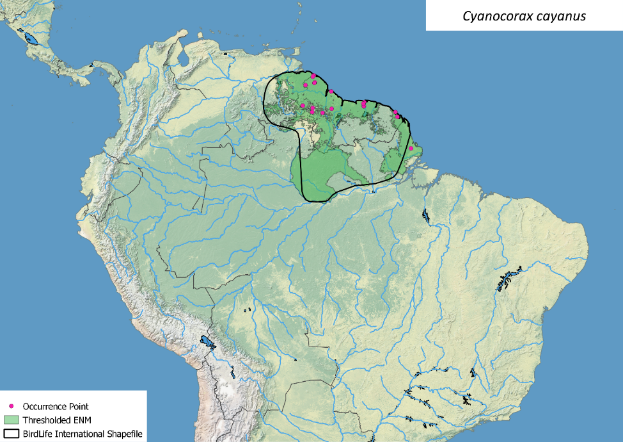 Cyanocorax cayanus
Occurrence Point
Thresholded ENM
BirdLife International Shapefile